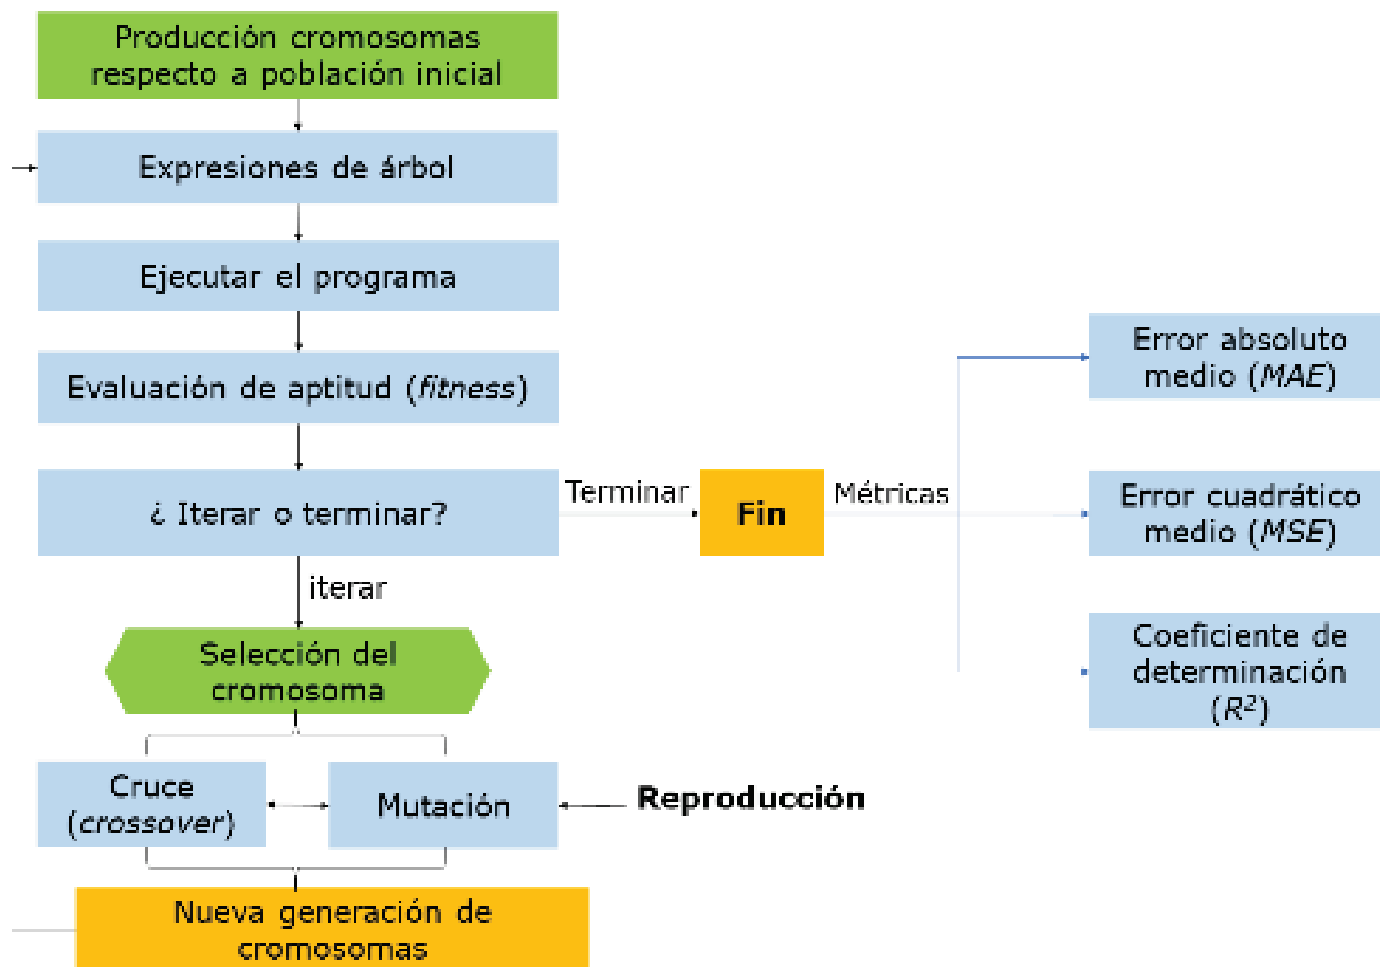 Producción cromosomas
respecto a población inicial
Expresiones de árbol
Ejecutar el programa
Evaluación de aptitud (fitness)
¿ Iterar o terminar?
Terminar
Fin
Métricas
Error absoluto
medio (MAE)
Error cuadrático
medio (MSE)
Coeficiente de
determinación
(R²)
iterar
Selección del
cromosoma
Cruce
(crossover)
Mutación
Reproducción
Nueva generación de
cromosomas